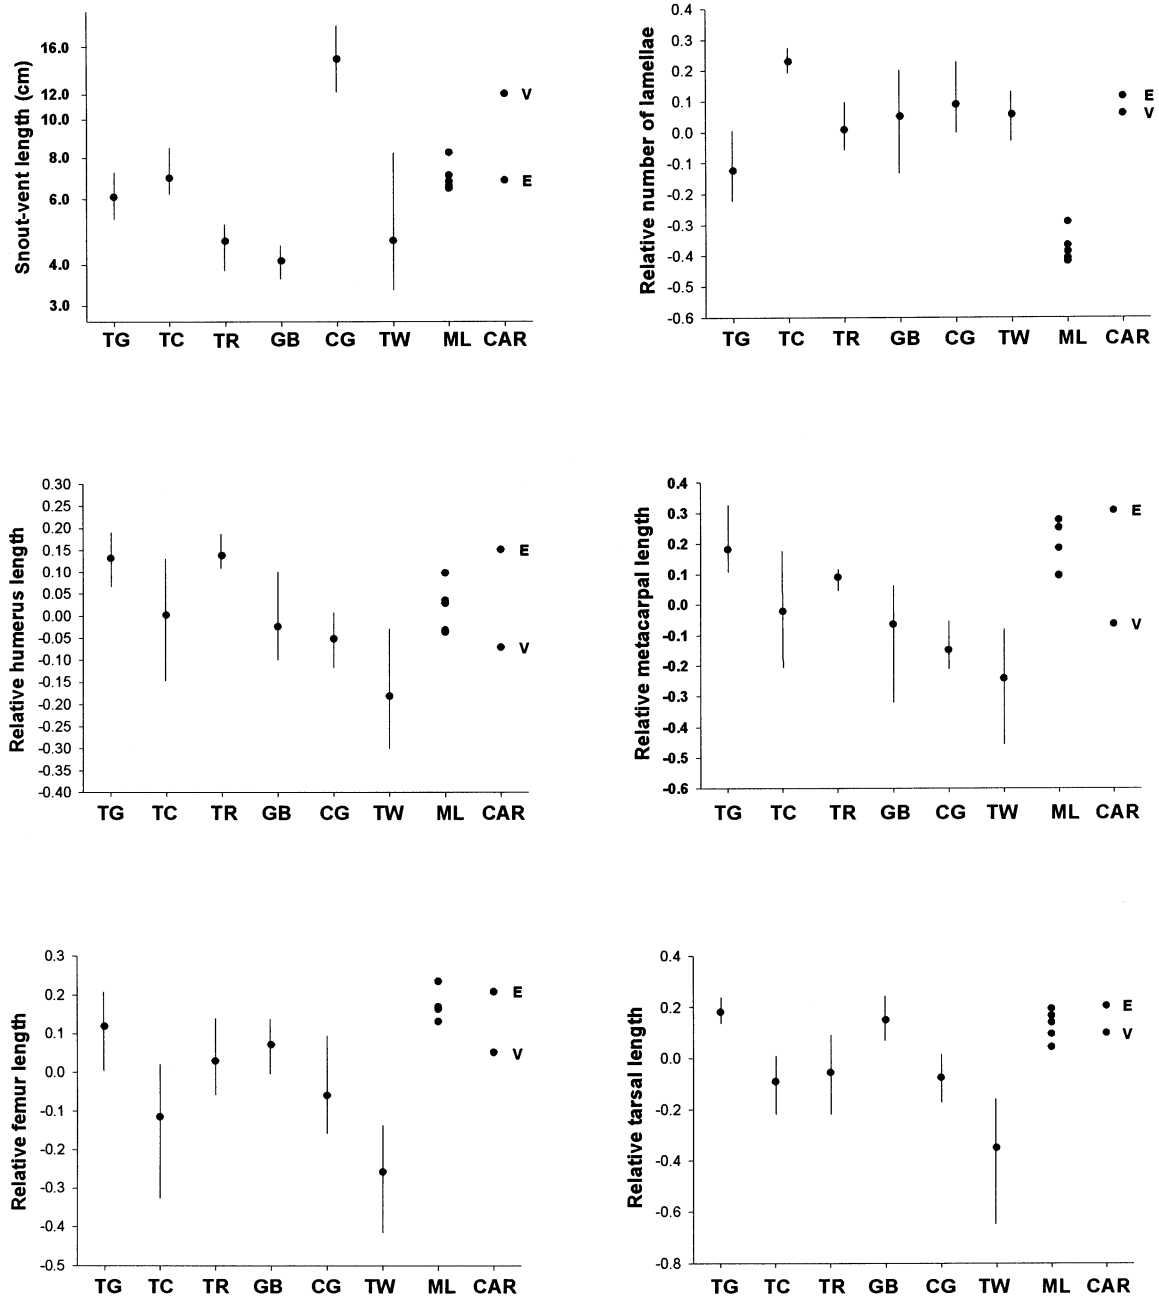 Snout-vent length (cm)
16.0
12.0
10.0
8.0
6.0
4.0
3.0
V
E
TG TC TR GB CG TW ML CAR
Relative number of lamellae
0.4
0.3
0.2
0.1
0.0
-0.1
-0.2
-0.3
-0.4
-0.5
-0.6
E
V
TG TC TR GB CG TW ML CAR
Relative humerus length
0.30
0.25
0.20
0.15
0.10
0.05
0.00
-0.05
-0.10
-0.15
-0.20
-0.25
-0.30
-0.35
-0.40
E
V
TG TC TR GB CG TW ML CAR
Relative metacarpal length
0.4
0.3
0.2
0.1
0.0
-0.1
-0.2
-0.3
-0.4
-0.5
-0.6
E
V
TG TC TR GB CG TW ML CAR
Relative femur length
0.3
0.2
0.1
0.0
-0.1
-0.2
-0.3
-0.4
-0.5
E
V
TG TC TR GB CG TW ML CAR
Relative tarsal length
0.4
0.2
0.0
-0.2
-0.4
-0.6
-0.8
E
V
TG TC TR GB CG TW ML CAR